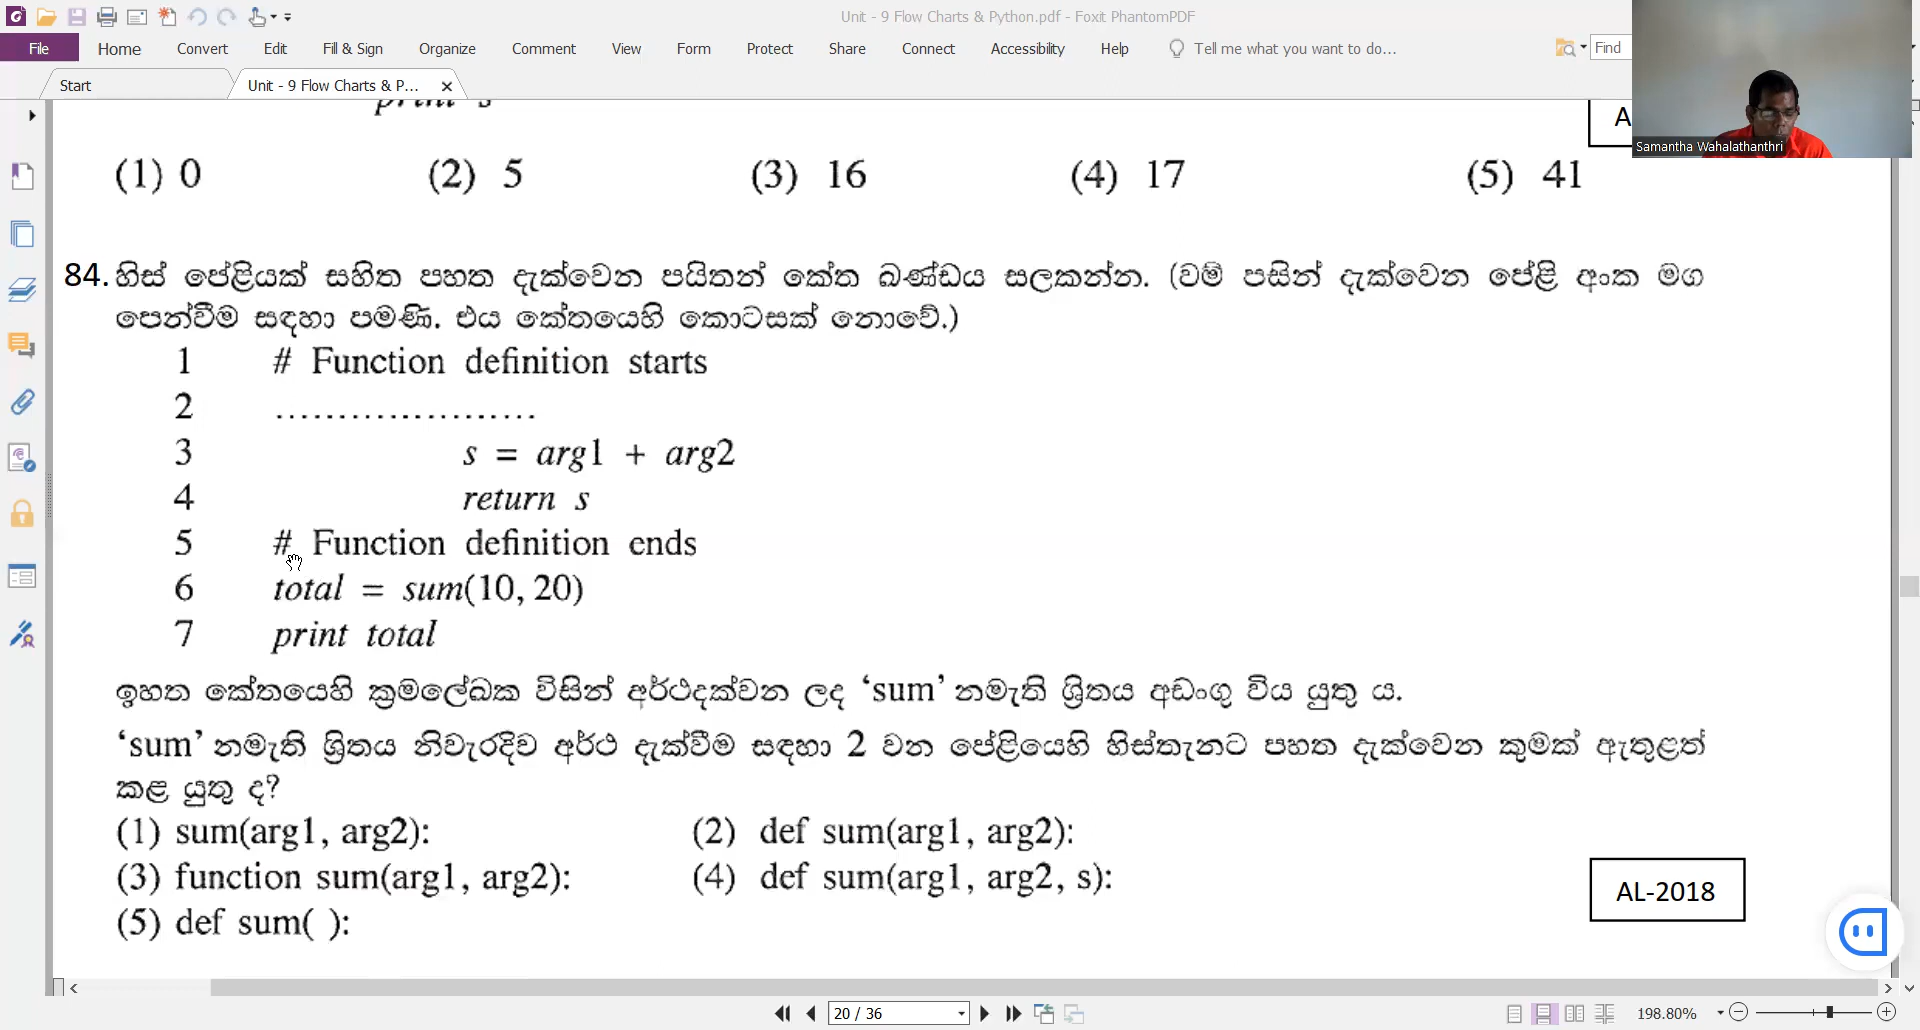 Unit - 9 Flow Charts & Python.pdf - Foxit PhantomPDF
File Home Convert Edit Fill & Sign Organize Comment View Form Protect Share Connect Accessibility Help Tell me what you want to do... Find
Start Unit - 9 Flow Charts & P...
Samantha Wahalathanthri
print s
A
(1) 0 (2) 5 (3) 16 (4) 17 (5) 41
84. හිස් පේළියක් සහිත පහත දැක්වෙන පයිතන් කේත ඛණ්ඩය සලකන්න. (වම් පසින් දැක්වෙන පේළි අංක මග
පෙන්වීම සඳහා පමණි. එය කේතයෙහි කොටසක් නොවේ.)
1 # Function definition starts
2 .....................
3 s = arg1 + arg2
4 return s
5 # Function definition ends
6 total = sum(10, 20)
7 print total
ඉහත කේතයෙහි ක්‍රමලේඛක විසින් අර්ථදක්වන ලද ‘sum’ නමැති ශ්‍රිතය අඩංගු විය යුතු ය.
‘sum’ නමැති ශ්‍රිතය නිවැරදිව අර්ථ දැක්වීම සඳහා 2 වන පේළියෙහි හිස්තැනට පහත දැක්වෙන කුමක් ඇතුළත්
කළ යුතු ද?
(1) sum(arg1, arg2): (2) def sum(arg1, arg2):
(3) function sum(arg1, arg2): (4) def sum(arg1, arg2, s):
(5) def sum( ):
AL-2018
20 / 36
198.80%